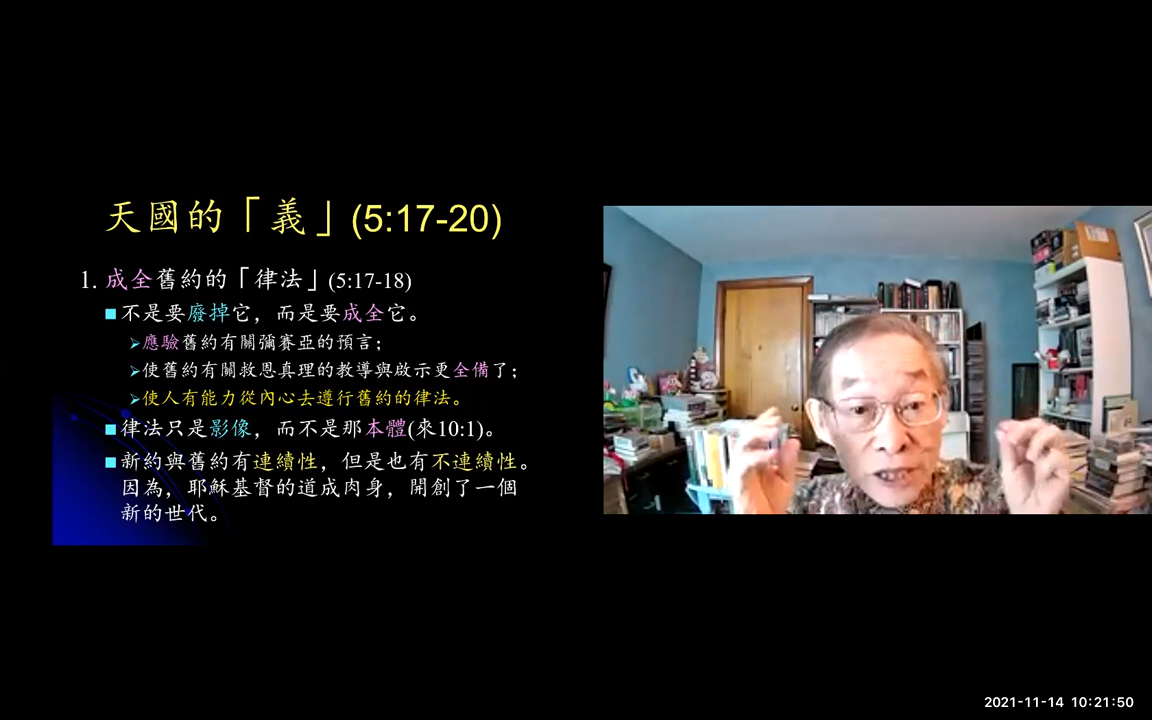 天國的「義」(5:17-20)
1. 成全舊約的「律法」(5:17-18)
■不是要廢掉它，而是要成全它。
➢應驗舊約有關彌賽亞的預言；
➢使舊約有關救恩真理的教導與啟示更全備了；
➢使人有能力從內心去遵行舊約的律法。
■律法只是影像，而不是那本體(來10:1)。
■新約與舊約有連續性，但是也有不連續性。
因為，耶穌基督的道成肉身，開創了一個
新的世代。
2021-11-14 10:21:50